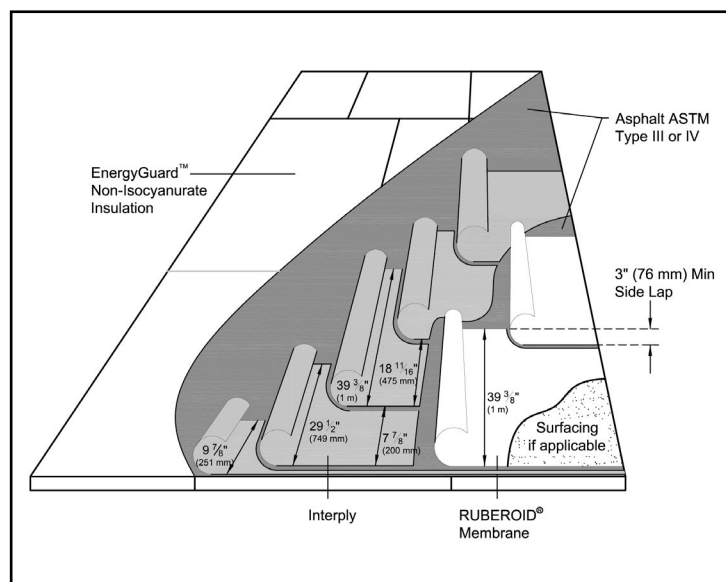 Asphalt ASTM
Type III or IV
EnergyGuard™
Non-Isocyanurate
Insulation
3" (76 mm) Min
Side Lap
18 11/16"
(475 mm)
39 3/8"
(1 m)
39 3/8"
(1 m)
29 1/2"
(749 mm)
7 7/8"
(200 mm)
9 7/8"
(251 mm)
Surfacing
if applicable
Interply
RUBEROID®
Membrane